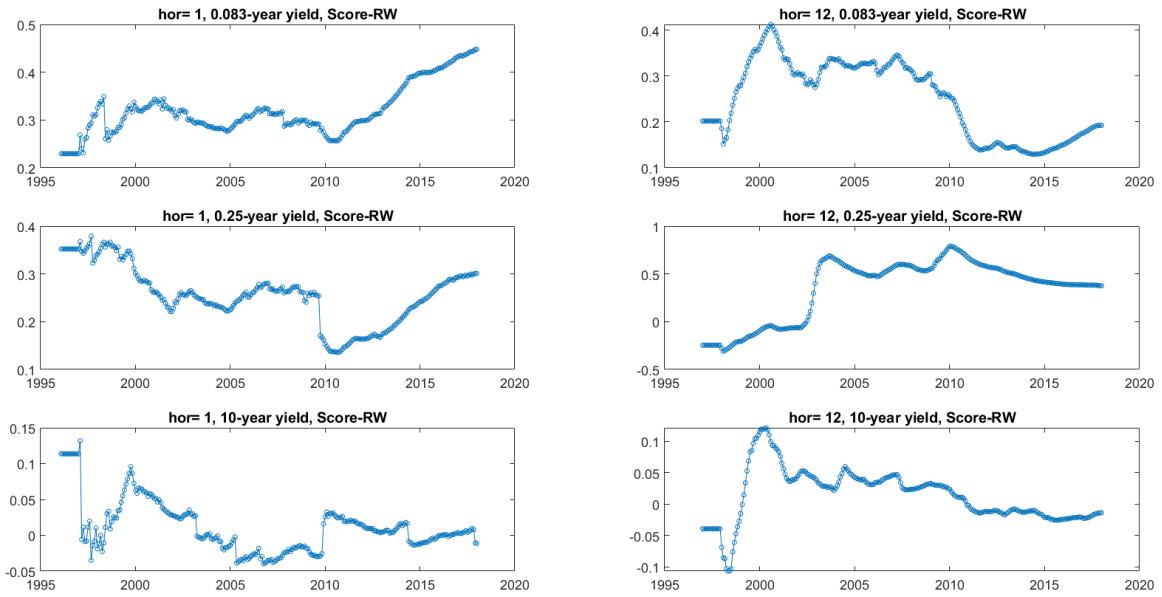 hor= 1, 0.083-year yield, Score-RW
0.5
0.4
0.3
0.2
1995 2000 2005 2010 2015 2020
hor= 12, 0.083-year yield, Score-RW
0.4
0.3
0.2
0.1
1995 2000 2005 2010 2015 2020
hor= 1, 0.25-year yield, Score-RW
0.4
0.3
0.2
0.1
1995 2000 2005 2010 2015 2020
hor= 12, 0.25-year yield, Score-RW
1
0.5
0
-0.5
1995 2000 2005 2010 2015 2020
hor= 1, 10-year yield, Score-RW
0.15
0.1
0.05
0
-0.05
1995 2000 2005 2010 2015 2020
hor= 12, 10-year yield, Score-RW
0.1
0.05
0
-0.05
-0.1
1995 2000 2005 2010 2015 2020